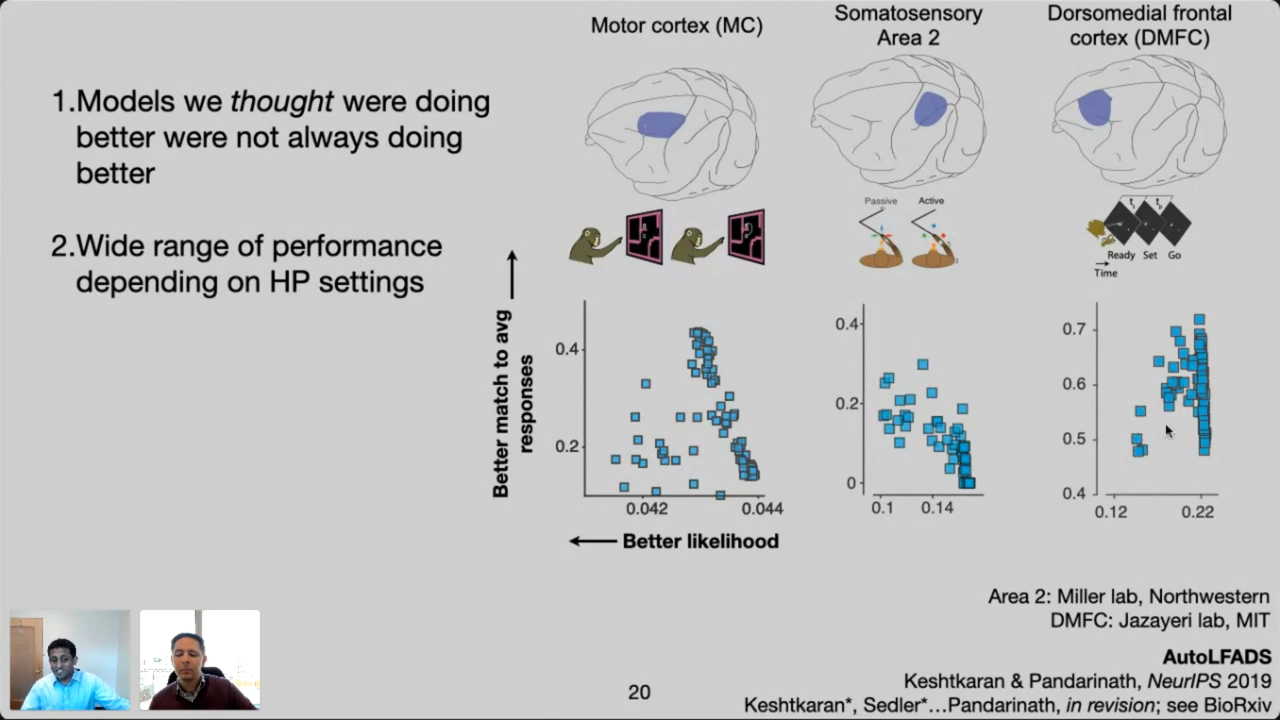 Motor cortex (MC)
Somatosensory
Area 2
Dorsomedial frontal
cortex (DMFC)
1.Models we thought were doing
better were not always doing
better
2.Wide range of performance
depending on HP settings
Passive
Active
Ready Set Go
Time
Better match to avg
responses
0.4
0.2
0.042
0.044
0.4
0.2
0
0.1
0.14
0.7
0.6
0.5
0.4
0.12
0.22
Better likelihood
Area 2: Miller lab, Northwestern
DMFC: Jazayeri lab, MIT
AutoLFADS
Keshtkaran & Pandarinath, NeurIPS 2019
Keshtkaran*, Sedler*…Pandarinath, in revision; see BioRxiv
20